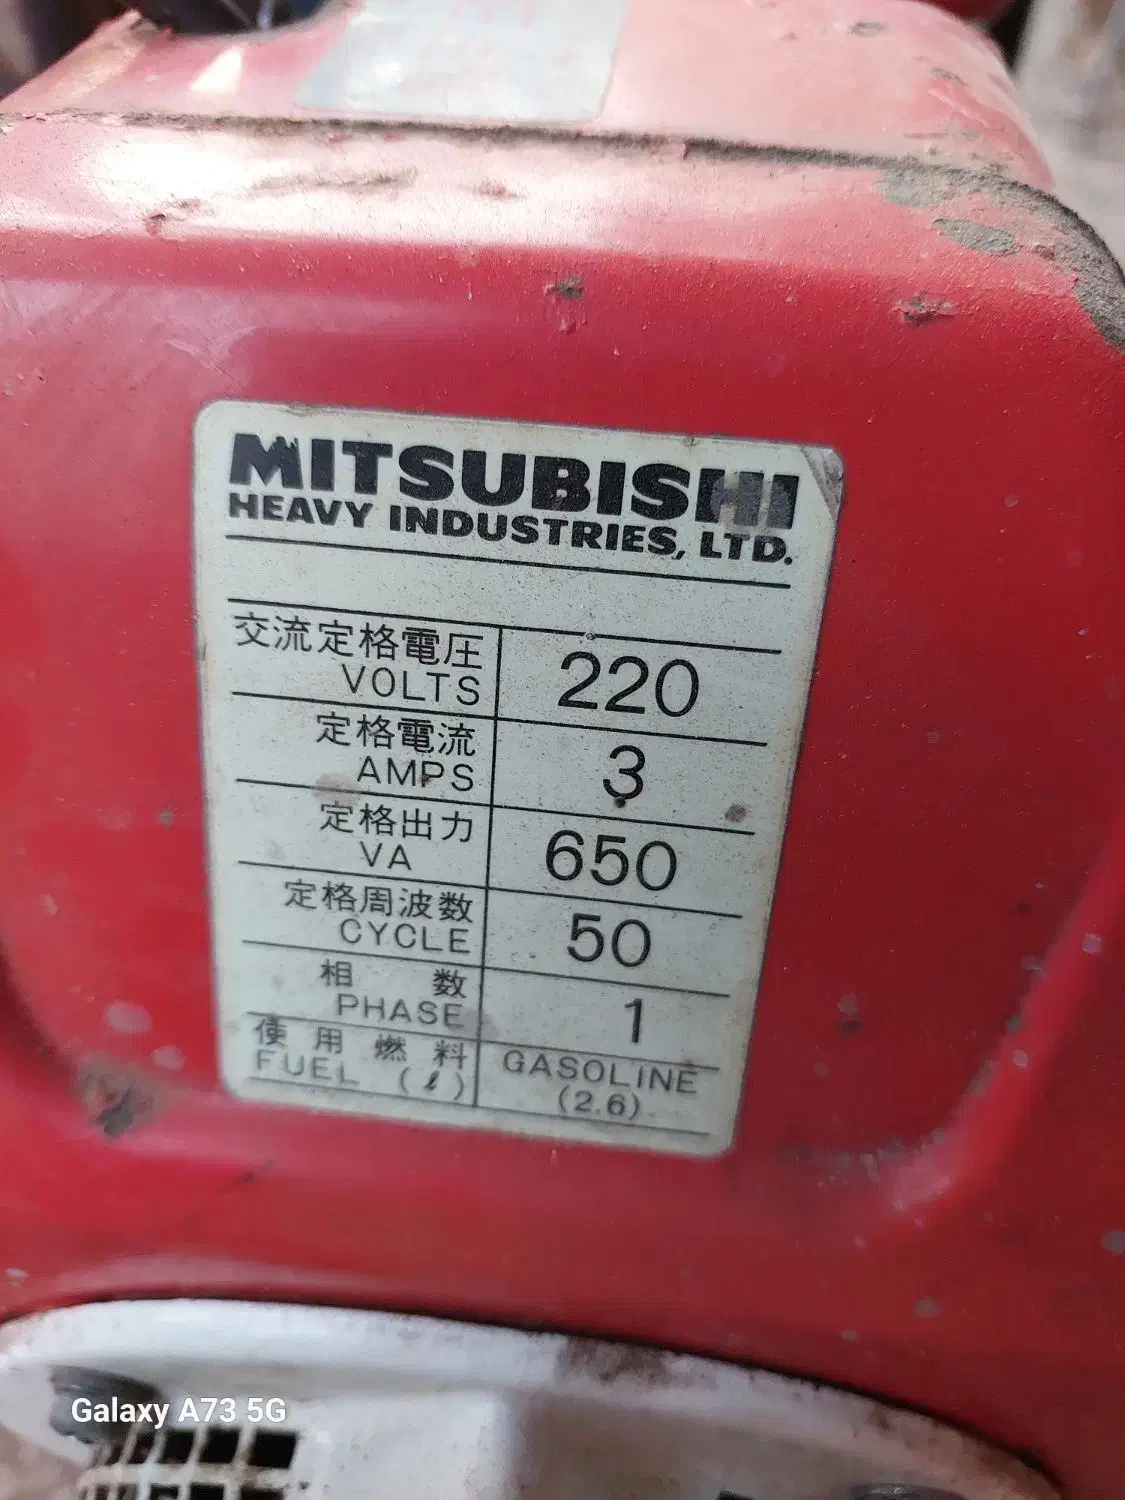 MITSUBISHI
HEAVY INDUSTRIES, LTD.
交流定格電圧
VOLTS 220
定格電流
AMPS 3
定格出力
VA 650
定格周波数
CYCLE 50
相 数
PHASE 1
使用燃料 GASOLINE
FUEL (ℓ) (2.6)
Galaxy A73 5G